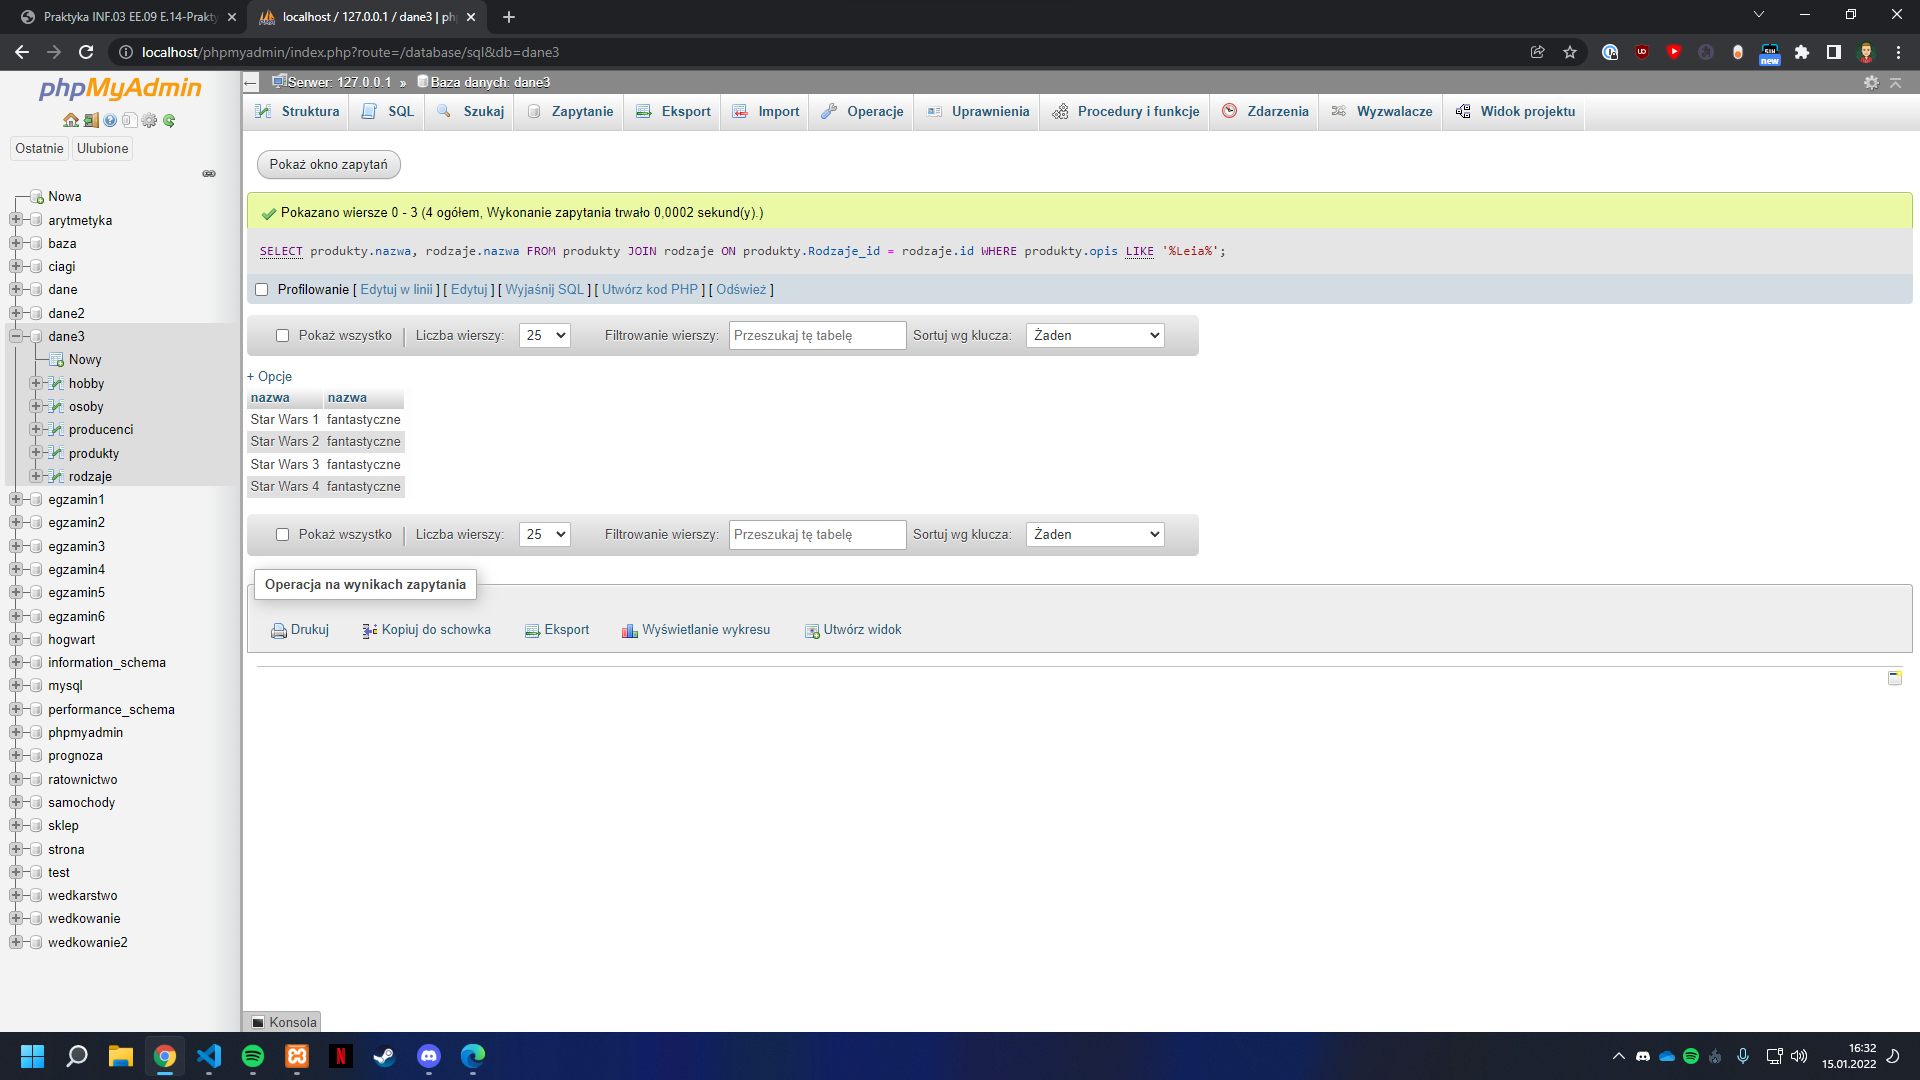 Praktyka INF.03 EE.09 E.14-Prakty
localhost / 127.0.0.1 / dane3 | ph
localhost/phpmyadmin/index.php?route=/database/sql&db=dane3
new
phpMyAdmin
Ostatnie
Ulubione
Nowa
arytmetyka
baza
ciagi
dane
dane2
dane3
Nowy
hobby
osoby
producenci
produkty
rodzaje
egzamin1
egzamin2
egzamin3
egzamin4
egzamin5
egzamin6
hogwart
information_schema
mysql
performance_schema
phpmyadmin
prognoza
ratownictwo
samochody
sklep
strona
test
wedkarstwo
wedkowanie
wedkowanie2
Serwer: 127.0.0.1 » Baza danych: dane3
Struktura SQL Szukaj Zapytanie Eksport Import Operacje Uprawnienia Procedury i funkcje Zdarzenia Wyzwalacze Widok projektu
Pokaż okno zapytań
Pokazano wiersze 0 - 3 (4 ogółem, Wykonanie zapytania trwało 0,0002 sekund(y).)
SELECT produkty.nazwa, rodzaje.nazwa FROM produkty JOIN rodzaje ON produkty.Rodzaje_id = rodzaje.id WHERE produkty.opis LIKE '%Leia%';
Profilowanie [ Edytuj w linii ] [ Edytuj ] [ Wyjaśnij SQL ] [ Utwórz kod PHP ] [ Odśwież ]
Pokaż wszystko Liczba wierszy: 25 Filtrowanie wierszy: Przeszukaj tę tabelę Sortuj wg klucza: Żaden
+ Opcje
nazwa nazwa
Star Wars 1 fantastyczne
Star Wars 2 fantastyczne
Star Wars 3 fantastyczne
Star Wars 4 fantastyczne
Pokaż wszystko Liczba wierszy: 25 Filtrowanie wierszy: Przeszukaj tę tabelę Sortuj wg klucza: Żaden
Operacja na wynikach zapytania
Drukuj Kopiuj do schowka Eksport Wyświetlanie wykresu Utwórz widok
Konsola
16:32
15.01.2022